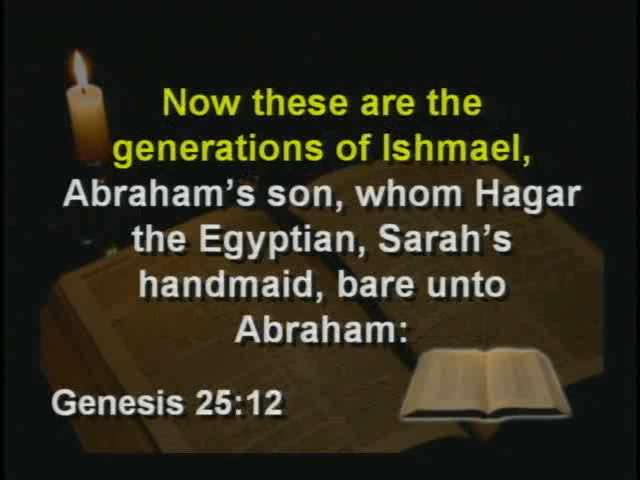 Now these are the
generations of Ishmael,
Abraham’s son, whom Hagar
the Egyptian, Sarah’s
handmaid, bare unto
Abraham:
Genesis 25:12